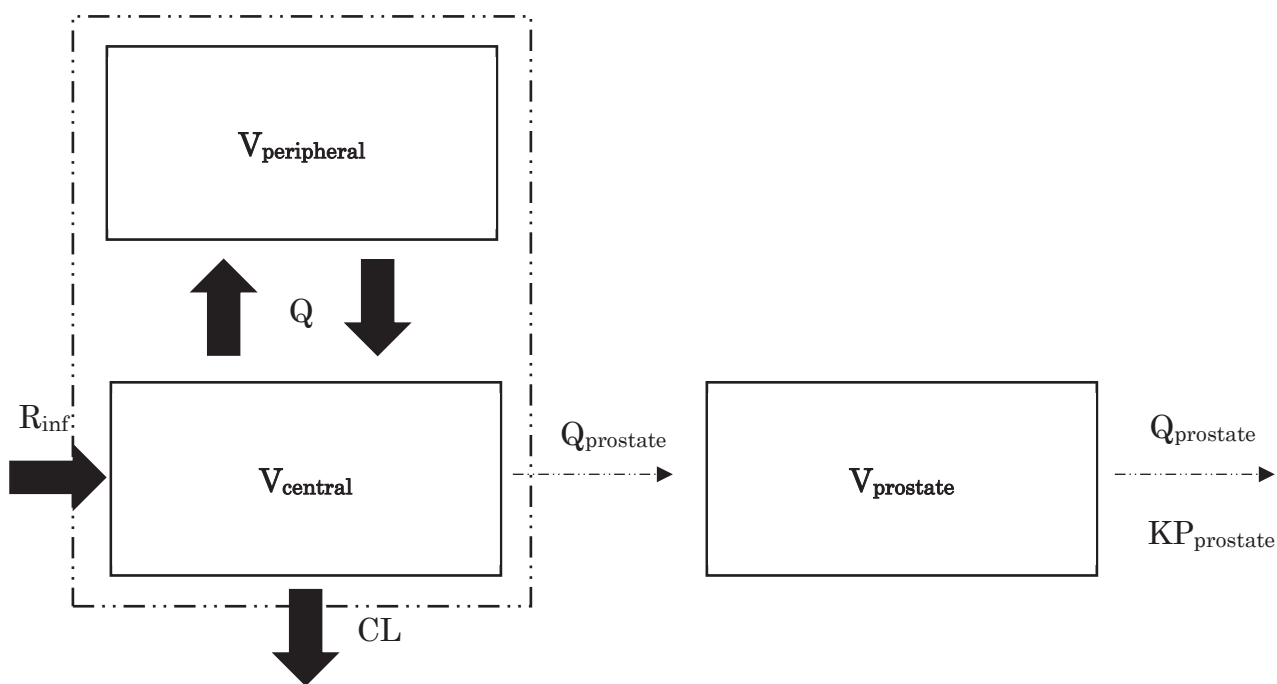 Vperipheral
Q
Rinf
Vcentral
Qprostate
Vprostate
Qprostate
KPprostate
CL